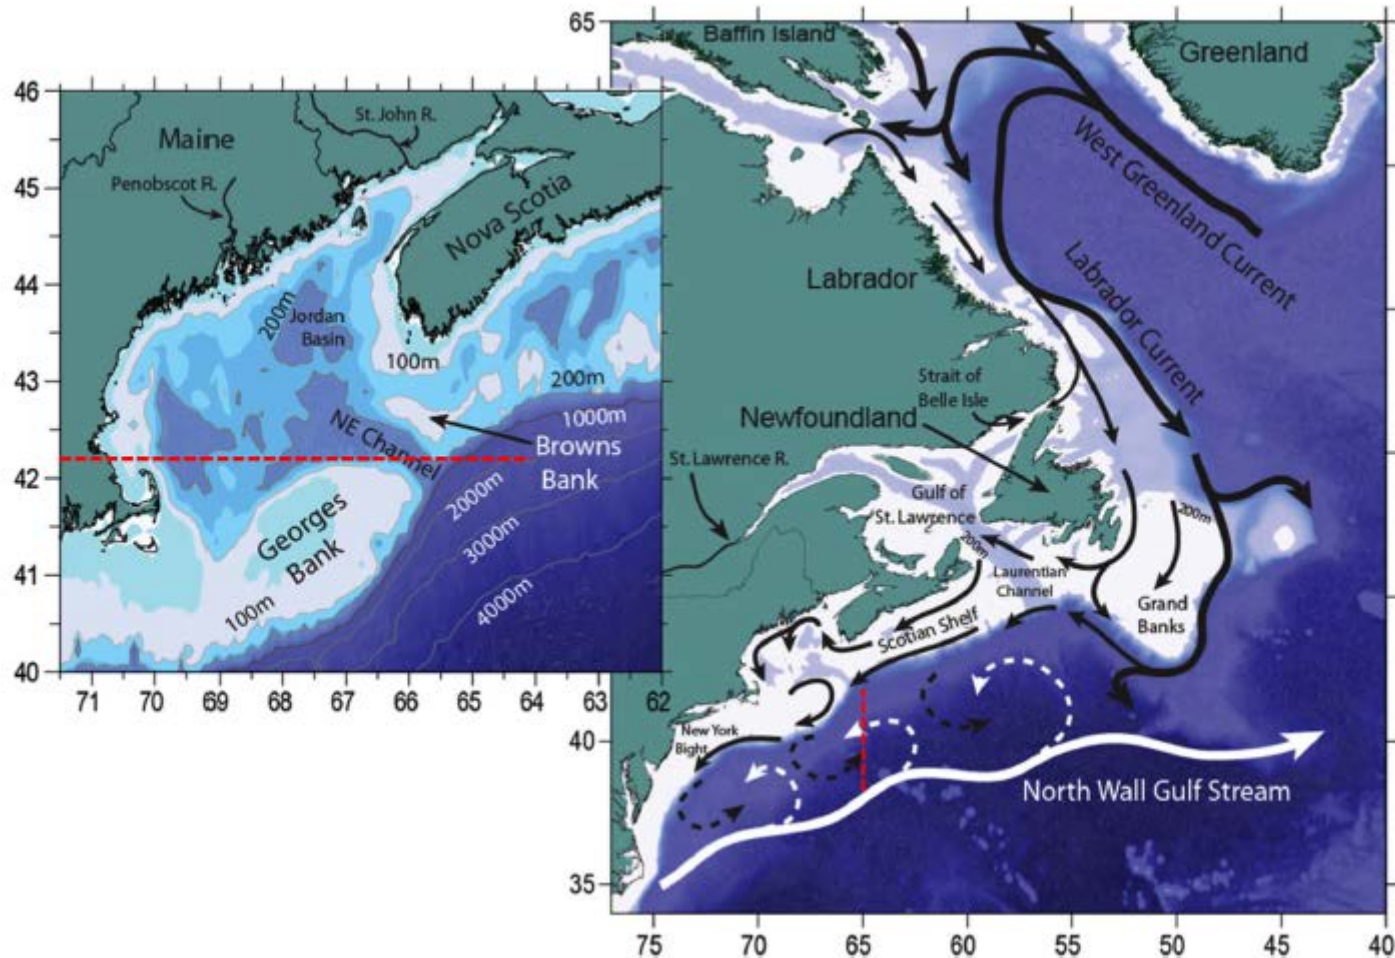 46
45
44
43
42
41
40
71
70
69
68
67
66
65
64
63
62
Maine
St. John R.
Penobscot R.
Nova Scotia
200m
Jordan
Basin
100m
200m
1000m
NE Channel
Browns
Bank
2000m
3000m
4000m
Georges
Bank
100m
65
40
35
75
70
65
60
55
50
45
40
Baffin Island
Greenland
West Greenland Current
Labrador
Labrador Current
Strait of
Belle Isle
Newfoundland
St. Lawrence R.
Gulf of
St. Lawrence
200m
200m
Laurentian
Channel
Grand
Banks
Scotian Shelf
New York
Bight
North Wall Gulf Stream